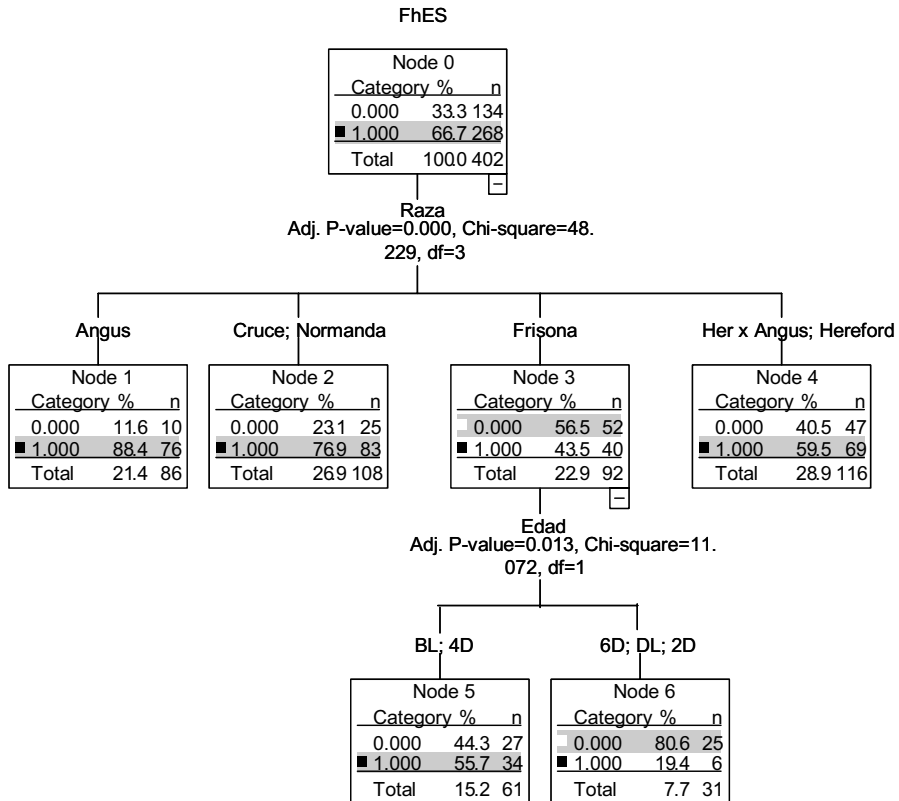 FhES
Node 0
Category % n
0.000 33.3 134
1.000 66.7 268
Total 100.0 402
Raza
Adj. P-value=0.000, Chi-square=48.
229, df=3
Angus
Node 1
Category % n
0.000 11.6 10
1.000 88.4 76
Total 21.4 86
Cruce; Normanda
Node 2
Category % n
0.000 23.1 25
1.000 76.9 83
Total 26.9 108
Frisona
Node 3
Category % n
0.000 56.5 52
1.000 43.5 40
Total 22.9 92
Her x Angus; Hereford
Node 4
Category % n
0.000 40.5 47
1.000 59.5 69
Total 28.9 116
Edad
Adj. P-value=0.013, Chi-square=11.
072, df=1
BL; 4D
Node 5
Category % n
0.000 44.3 27
1.000 55.7 34
Total 15.2 61
6D; DL; 2D
Node 6
Category % n
0.000 80.6 25
1.000 19.4 6
Total 7.7 31